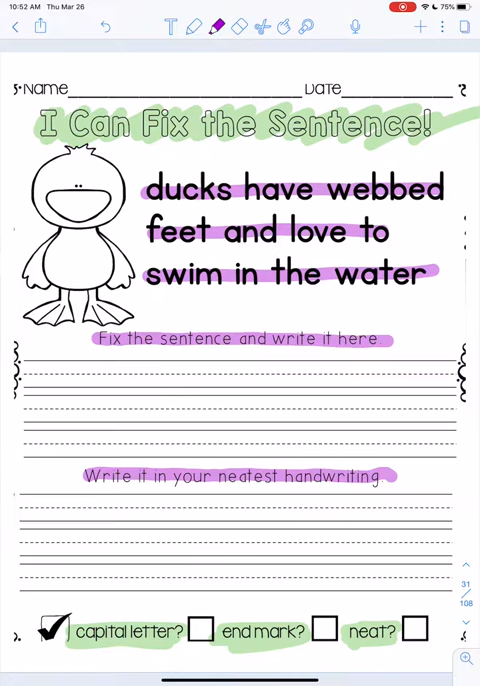 10:52 AM Thu Mar 26
75%
Name Date
I Can Fix the Sentence!
ducks have webbed
feet and love to
swim in the water
Fix the sentence and write it here.
Write it in your neatest handwriting.
31
108
capital letter? end mark? neat?